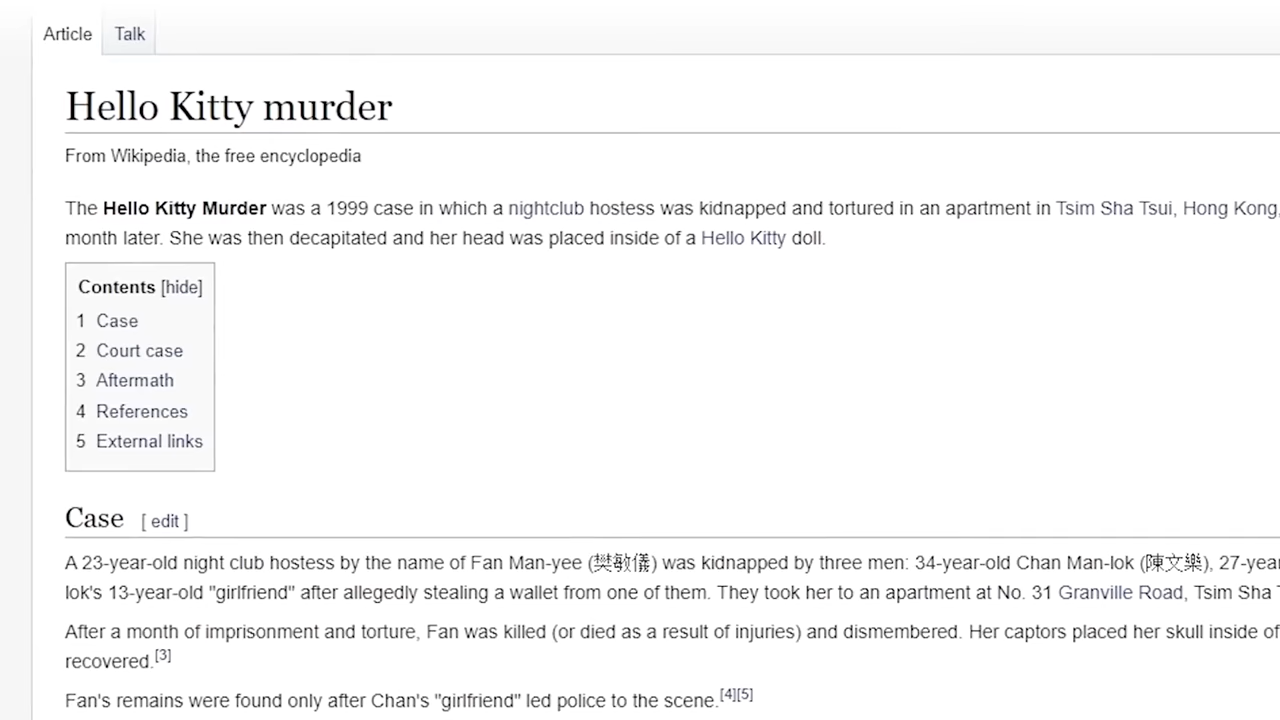 Article Talk
Hello Kitty murder
From Wikipedia, the free encyclopedia
The Hello Kitty Murder was a 1999 case in which a nightclub hostess was kidnapped and tortured in an apartment in Tsim Sha Tsui, Hong Kong,
month later. She was then decapitated and her head was placed inside of a Hello Kitty doll.
Contents [hide]
1 Case
2 Court case
3 Aftermath
4 References
5 External links
Case [ edit ]
A 23-year-old night club hostess by the name of Fan Man-yee (樊敏儀) was kidnapped by three men: 34-year-old Chan Man-lok (陳文樂), 27-year
lok's 13-year-old "girlfriend" after allegedly stealing a wallet from one of them. They took her to an apartment at No. 31 Granville Road, Tsim Sha
After a month of imprisonment and torture, Fan was killed (or died as a result of injuries) and dismembered. Her captors placed her skull inside of
recovered.[3]
Fan's remains were found only after Chan's "girlfriend" led police to the scene.[4][5]